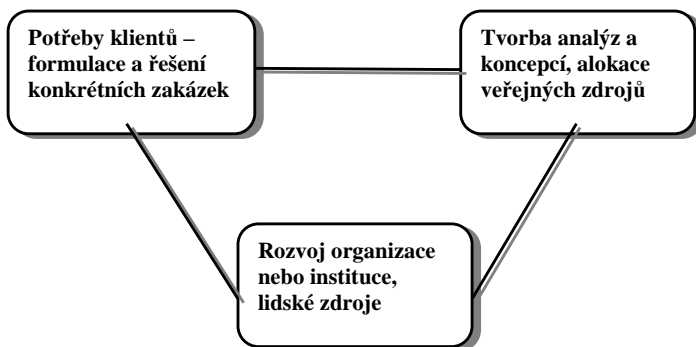 Potřeby klientů –
formulace a řešení
konkrétních zakázek
Tvorba analýz a
koncepcí, alokace
veřejných zdrojů
Rozvoj organizace
nebo instituce,
lidské zdroje